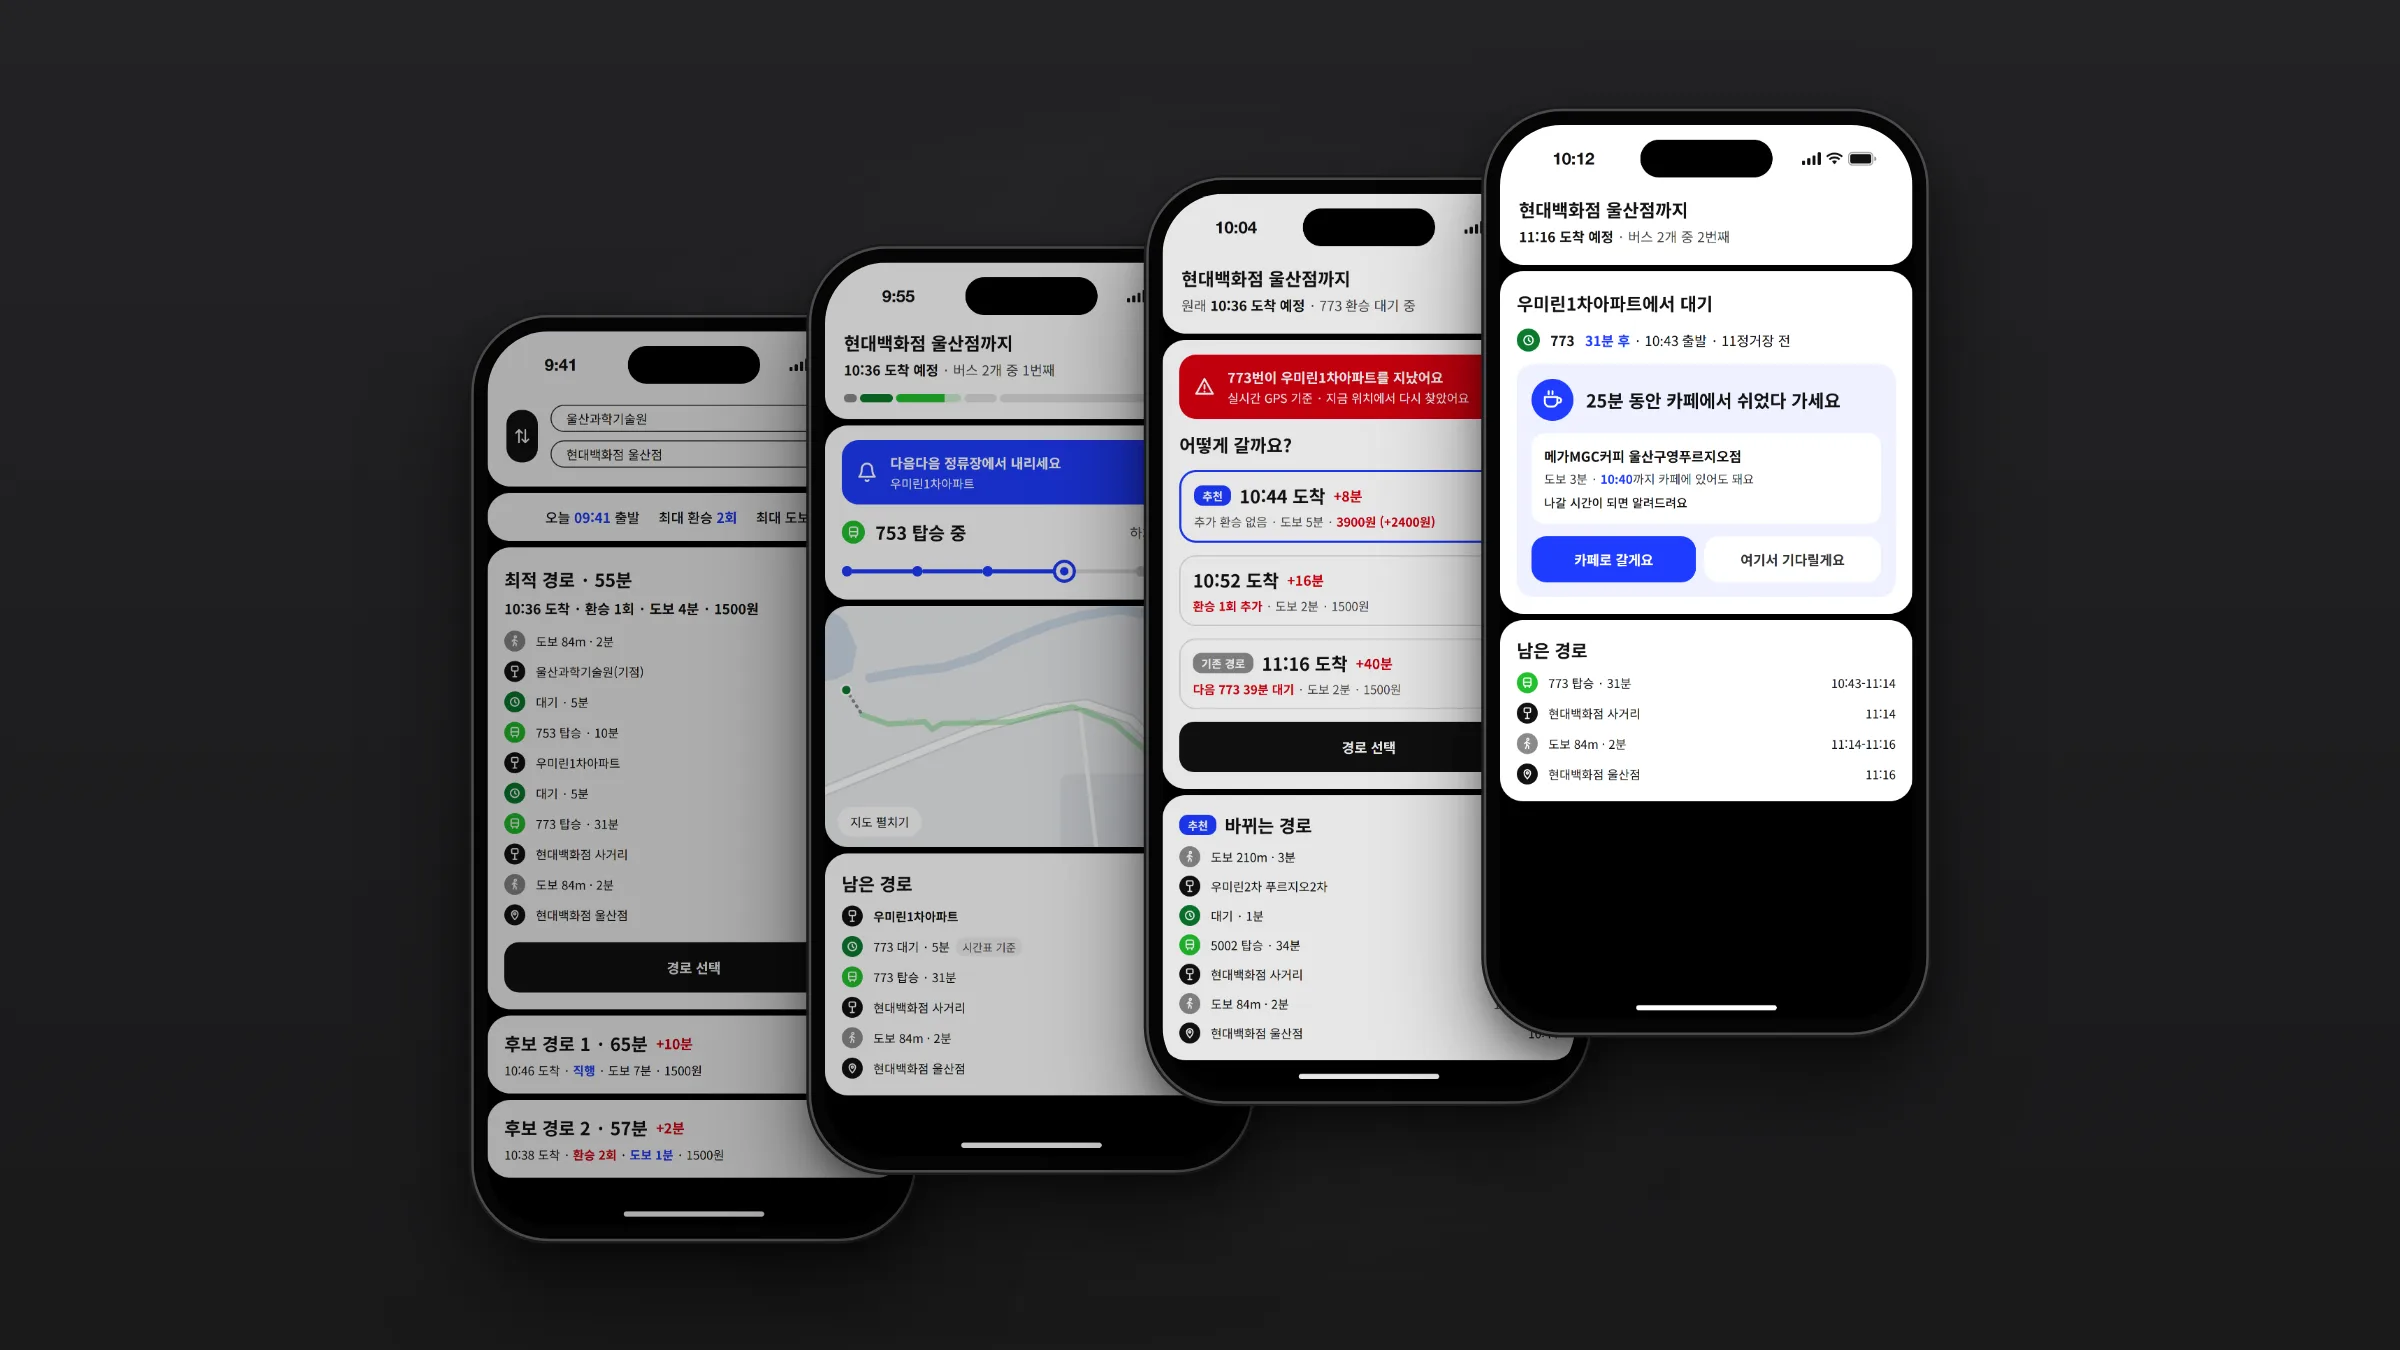 9:41
울산과학기술원
현대백화점 울산점
오늘 09:41 출발 최대 환승 2회 최대 도보
최적 경로 · 55분
10:36 도착 · 환승 1회 · 도보 4분 · 1500원
도보 84m · 2분
울산과학기술원(기점)
대기 · 5분
753 탑승 · 10분
우미린1차아파트
대기 · 5분
773 탑승 · 31분
현대백화점 사거리
도보 84m · 2분
현대백화점 울산점
경로 선택
후보 경로 1 · 65분 +10분
10:46 도착 · 직행 · 도보 7분 · 1500원
후보 경로 2 · 57분 +2분
10:38 도착 · 환승 2회 · 도보 1분 · 1500원
9:55
현대백화점 울산점까지
10:36 도착 예정 · 버스 2개 중 1번째
다음다음 정류장에서 내리세요
우미린1차아파트
753 탑승 중
지도 펼치기
남은 경로
우미린1차아파트
773 대기 · 5분 시간표 기준
773 탑승 · 31분
현대백화점 사거리
도보 84m · 2분
현대백화점 울산점
10:04
현대백화점 울산점까지
원래 10:36 도착 예정 · 773 환승 대기 중
773번이 우미린1차아파트를 지났어요
실시간 GPS 기준 · 지금 위치에서 다시 찾았어요
어떻게 갈까요?
추천 10:44 도착 +8분
추가 환승 없음 · 도보 5분 · 3900원 (+2400원)
10:52 도착 +16분
환승 1회 추가 · 도보 2분 · 1500원
기존 경로 11:16 도착 +40분
다음 773 39분 대기 · 도보 2분 · 1500원
경로 선택
추천 바뀌는 경로
도보 210m · 3분
우미린2차 푸르지오2차
대기 · 1분
5002 탑승 · 34분
현대백화점 사거리
도보 84m · 2분
현대백화점 울산점
10:12
현대백화점 울산점까지
11:16 도착 예정 · 버스 2개 중 2번째
우미린1차아파트에서 대기
773 31분 후 · 10:43 출발 · 11정거장 전
25분 동안 카페에서 쉬었다 가세요
메가MGC커피 울산구영푸르지오점
도보 3분 · 10:40까지 카페에 있어도 돼요
나갈 시간이 되면 알려드려요
카페로 갈게요 여기서 기다릴게요
남은 경로
773 탑승 · 31분 10:43-11:14
현대백화점 사거리 11:14
도보 84m · 2분 11:14-11:16
현대백화점 울산점 11:16